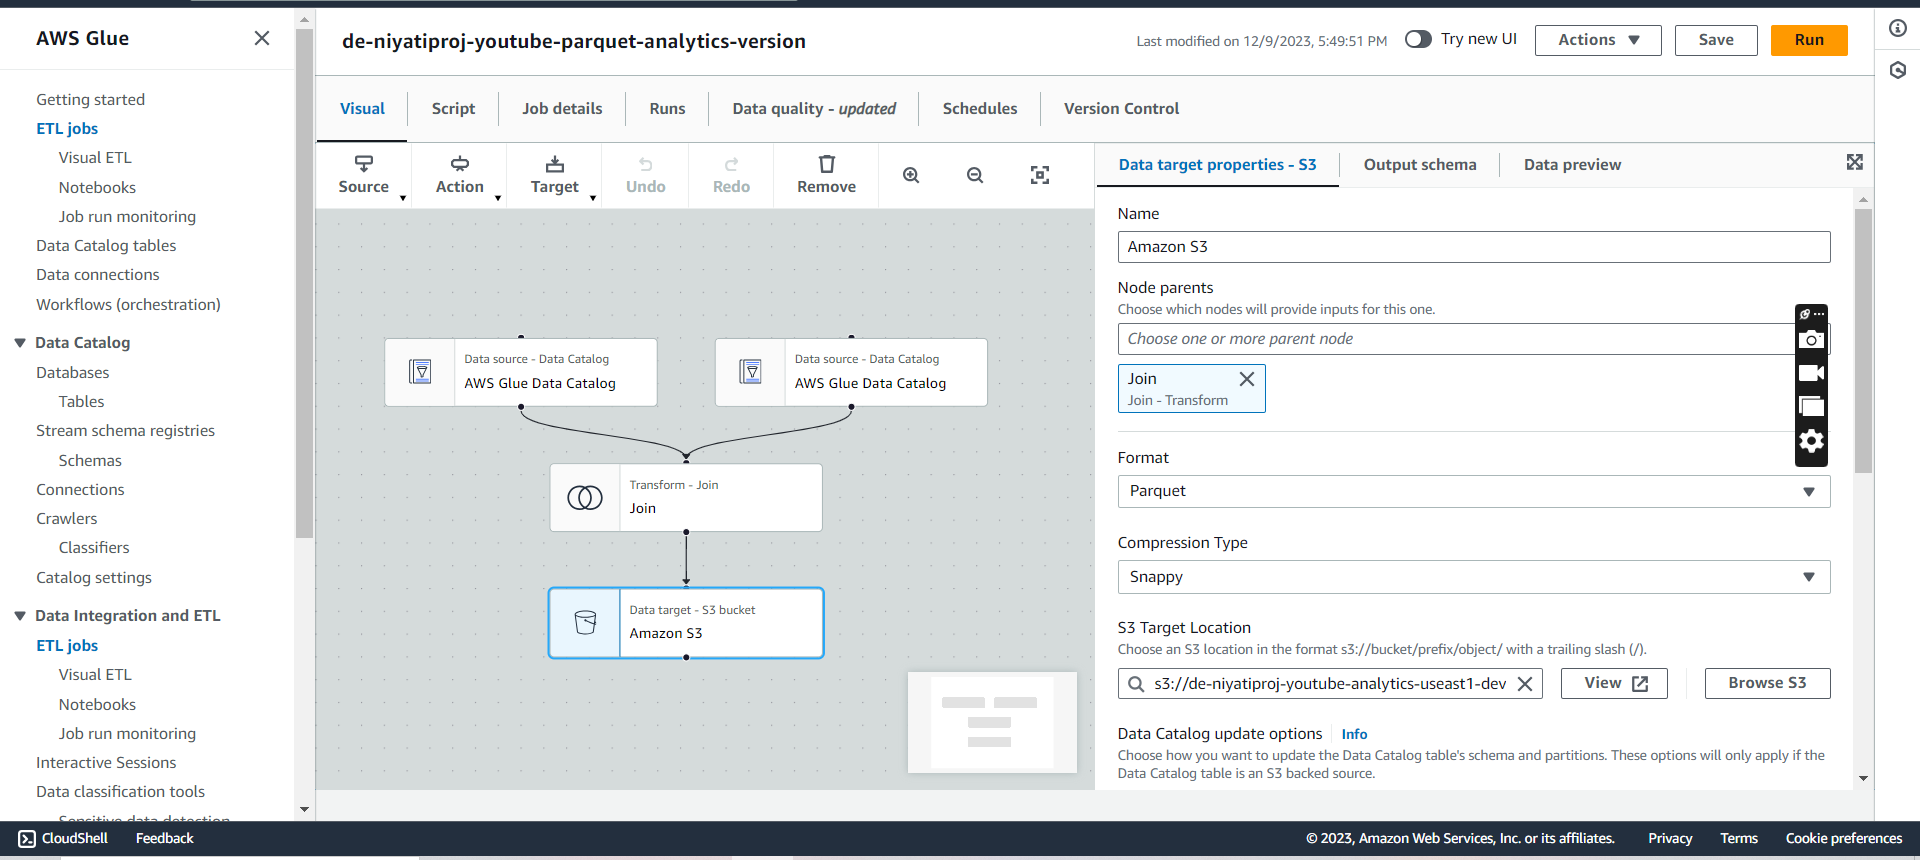 AWS Glue
Getting started
ETL jobs
Visual ETL
Notebooks
Job run monitoring
Data Catalog tables
Data connections
Workflows (orchestration)
Data Catalog
Databases
Tables
Stream schema registries
Schemas
Connections
Crawlers
Classifiers
Catalog settings
Data Integration and ETL
ETL jobs
Visual ETL
Notebooks
Job run monitoring
Interactive Sessions
Data classification tools
Sensitive data detection
de-niyatiproj-youtube-parquet-analytics-version
Last modified on 12/9/2023, 5:49:51 PM
Try new UI
Actions
Save
Run
Visual
Script
Job details
Runs
Data quality - updated
Schedules
Version Control
Source
Action
Target
Undo
Redo
Remove
Data source - Data Catalog
AWS Glue Data Catalog
Data source - Data Catalog
AWS Glue Data Catalog
Transform - Join
Join
Data target - S3 bucket
Amazon S3
Data target properties - S3
Output schema
Data preview
Name
Amazon S3
Node parents
Choose which nodes will provide inputs for this one.
Choose one or more parent node
Join
Join - Transform
Format
Parquet
Compression Type
Snappy
S3 Target Location
Choose an S3 location in the format s3://bucket/prefix/object/ with a trailing slash (/).
s3://de-niyatiproj-youtube-analytics-useast1-dev
View
Browse S3
Data Catalog update options
Info
Choose how you want to update the Data Catalog table's schema and partitions. These options will only apply if the
Data Catalog table is an S3 backed source.
CloudShell
Feedback
© 2023, Amazon Web Services, Inc. or its affiliates.
Privacy
Terms
Cookie preferences